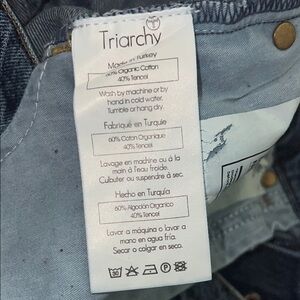 Triarchy
Made in Turkey
60% Organic Cotton
40% Tencel
Wash by machine or by
hand in cold water.
Tumble or hang dry.
Fabriqué en Turquie
60% Coton Organique
40% Tencel
Lavage en machine ou à la
main à l'eau froide.
Culbuter ou suspendre à sec.
Hecho en Turquía
60% Algodón Organico
40% Tencel
Lavar a máquina o lavar a
mano en agua fría.
Secar o colgar en seco.